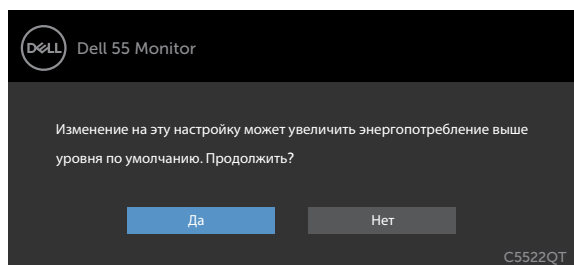 DELL Dell 55 Monitor
Изменение на эту настройку может увеличить энергопотребление выше
уровня по умолчанию. Продолжить?
Да Нет
C5522QT